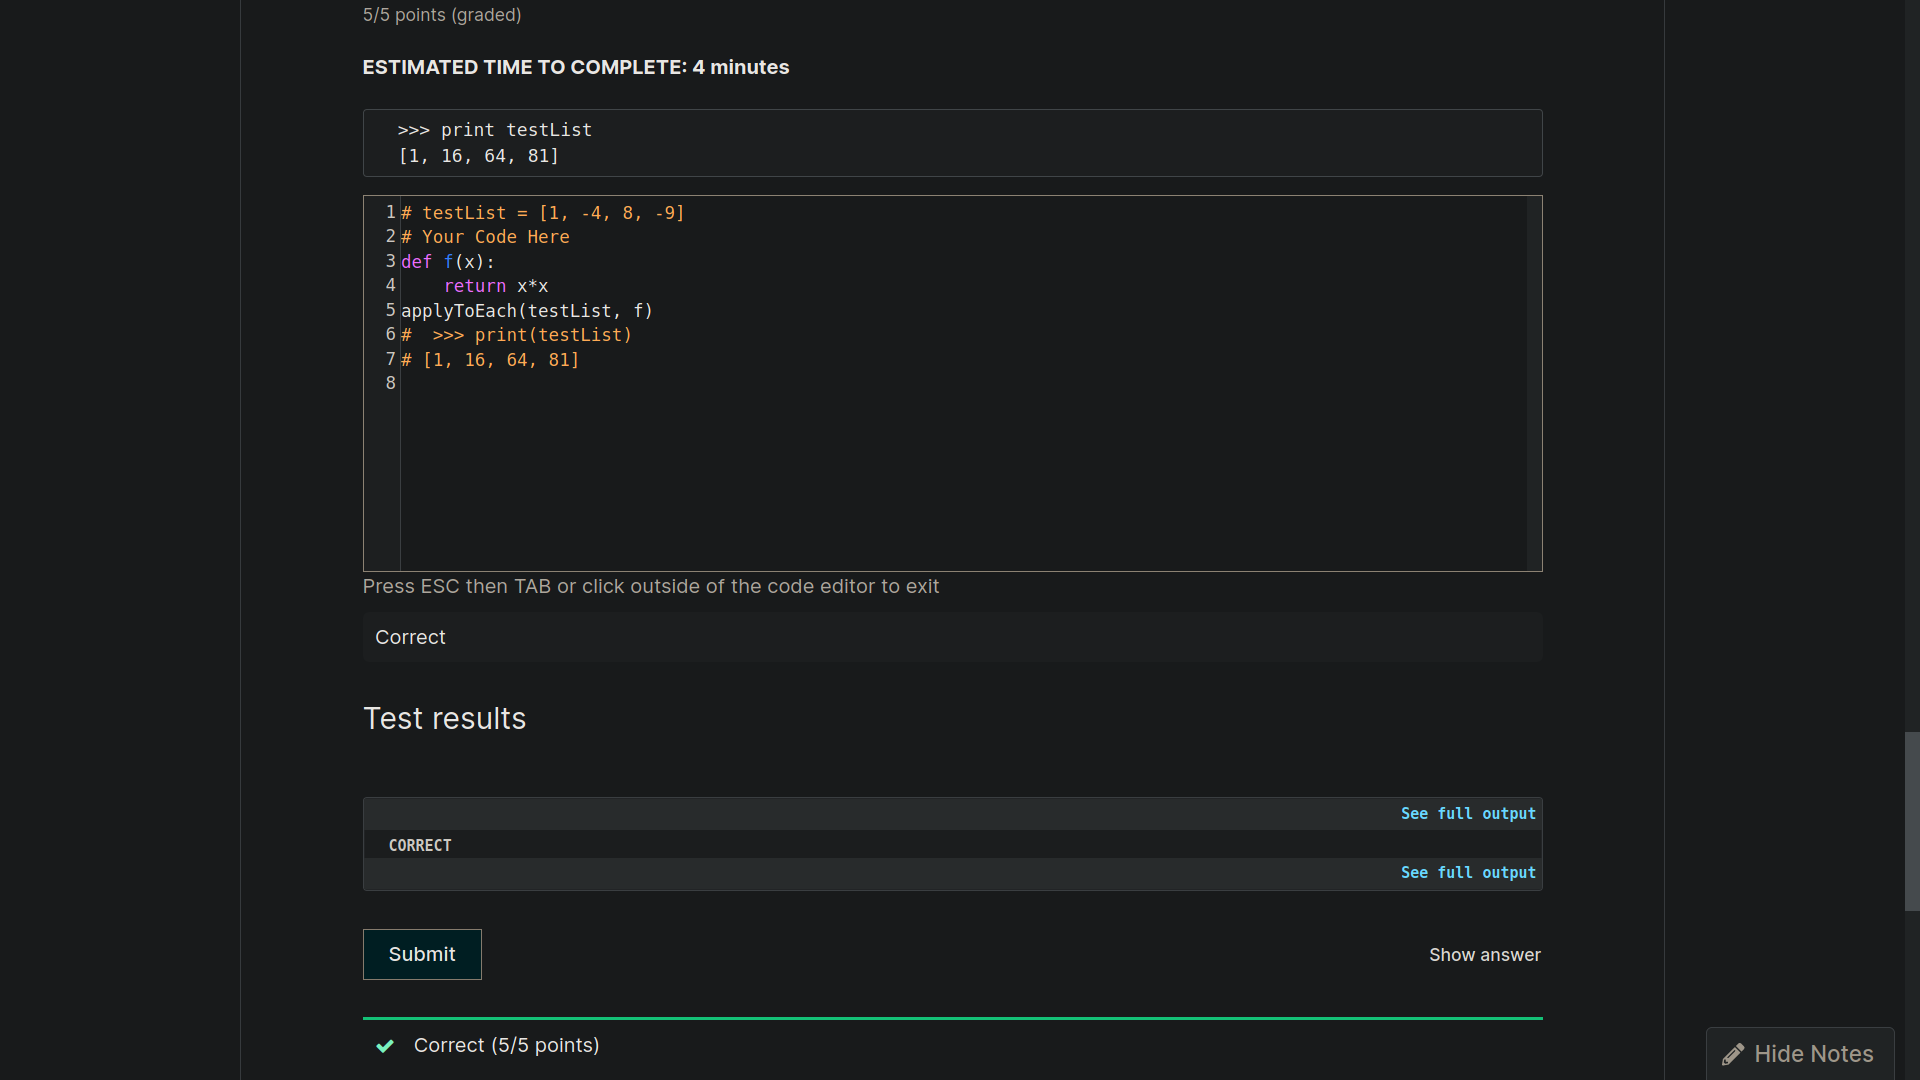 5/5 points (graded)
ESTIMATED TIME TO COMPLETE: 4 minutes
>>> print testList
[1, 16, 64, 81]
1 # testList = [1, -4, 8, -9]
2 # Your Code Here
3 def f(x):
4     return x*x
5 applyToEach(testList, f)
6 #  >>> print(testList)
7 # [1, 16, 64, 81]
8
Press ESC then TAB or click outside of the code editor to exit
Correct
Test results
See full output
CORRECT
See full output
Submit
Show answer
Correct (5/5 points)
Hide Notes